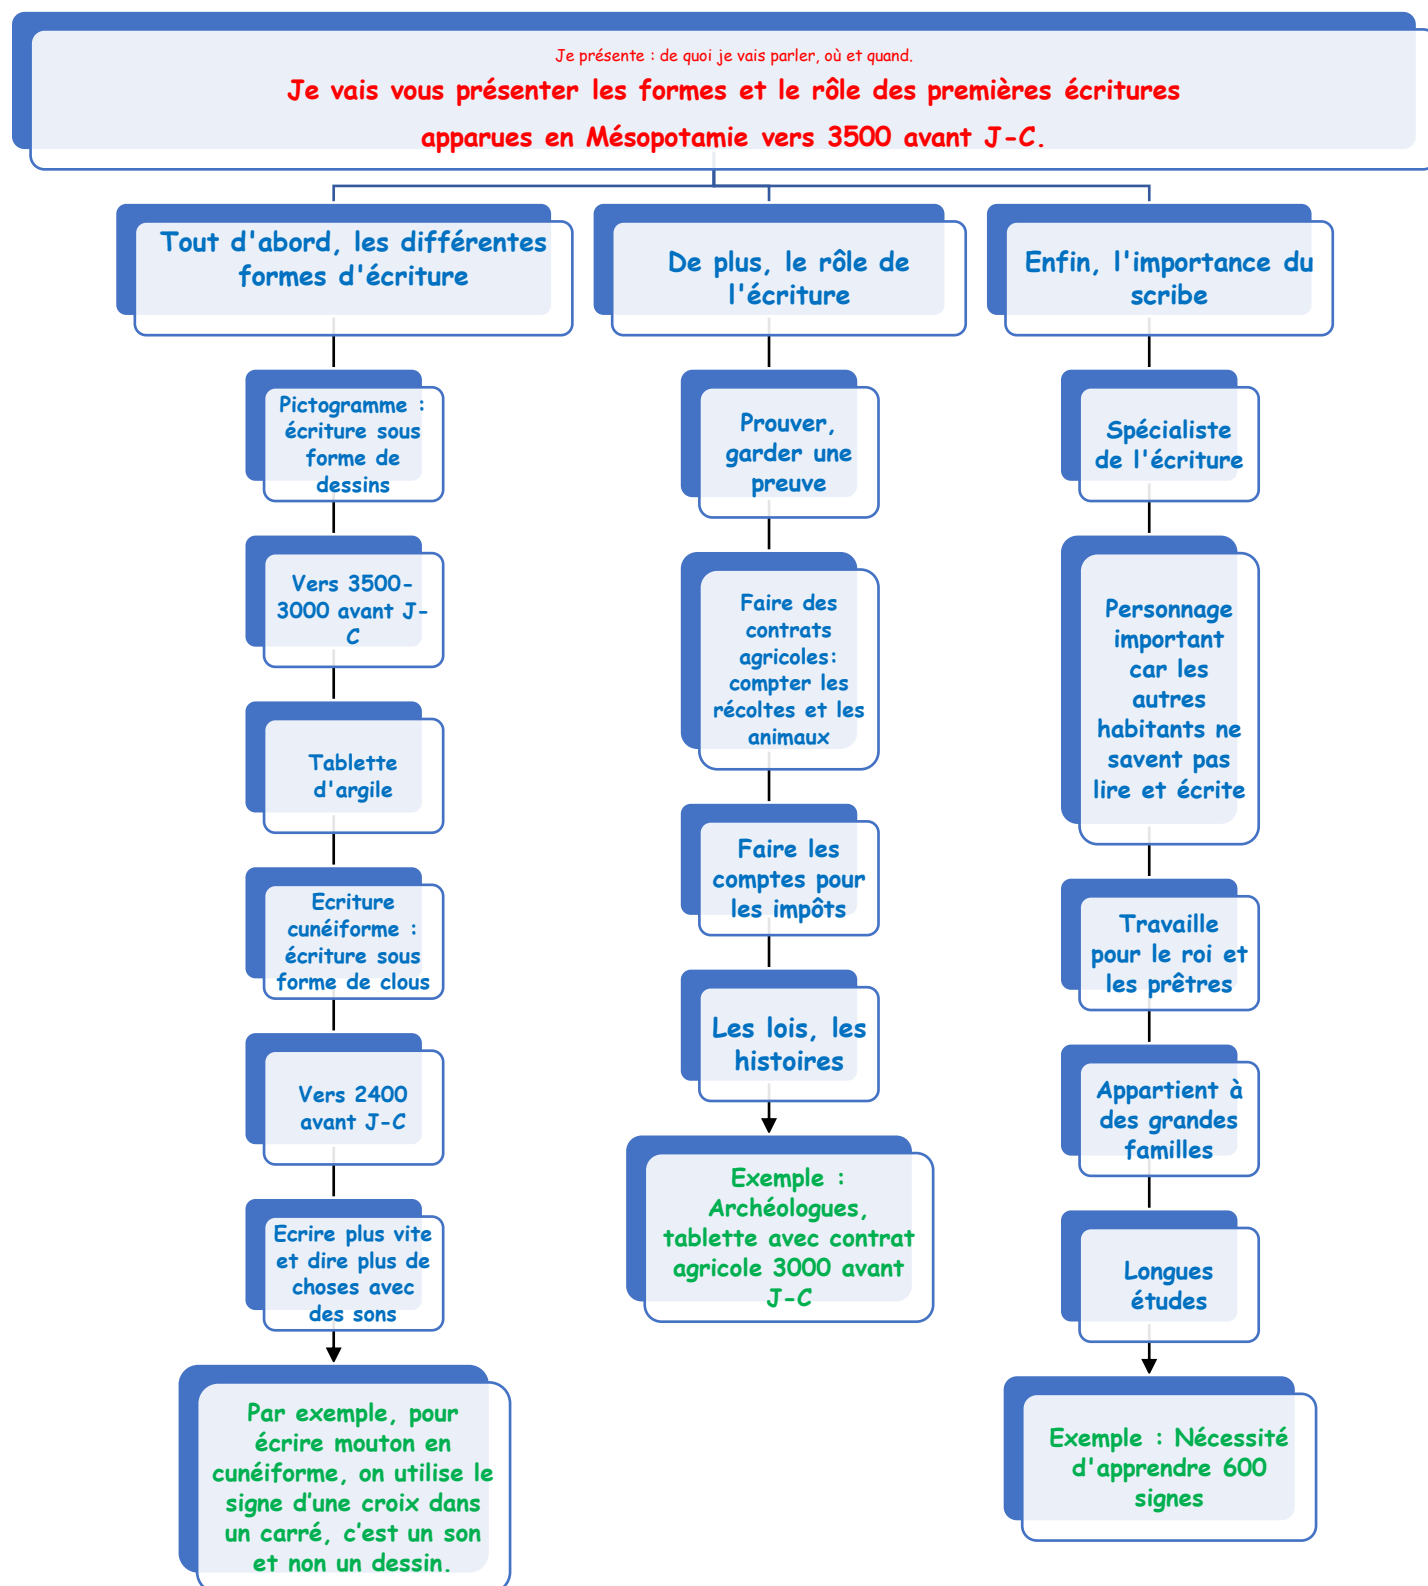 Je présente : de quoi je vais parler, où et quand.
Je vais vous présenter les formes et le rôle des premières écritures
apparues en Mésopotamie vers 3500 avant J-C.
Tout d'abord, les différentes
formes d'écriture
Pictogramme :
écriture sous
forme de
dessins
Vers 3500-
3000 avant J-
C
Tablette
d'argile
Ecriture
cunéiforme :
écriture sous
forme de clous
Vers 2400
avant J-C
Ecrire plus vite
et dire plus de
choses avec
des sons
Par exemple, pour
écrire mouton en
cunéiforme, on utilise le
signe d’une croix dans
un carré, c’est un son
et non un dessin.
De plus, le rôle de
l'écriture
Prouver,
garder une
preuve
Faire des
contrats
agricoles:
compter les
récoltes et les
animaux
Faire les
comptes pour
les impôts
Les lois, les
histoires
Exemple :
Archéologues,
tablette avec contrat
agricole 3000 avant
J-C
Enfin, l'importance du
scribe
Spécialiste
de l'écriture
Personnage
important
car les
autres
habitants ne
savent pas
lire et écrite
Travaille
pour le roi et
les prêtres
Appartient à
des grandes
familles
Longues
études
Exemple : Nécessité
d'apprendre 600
signes